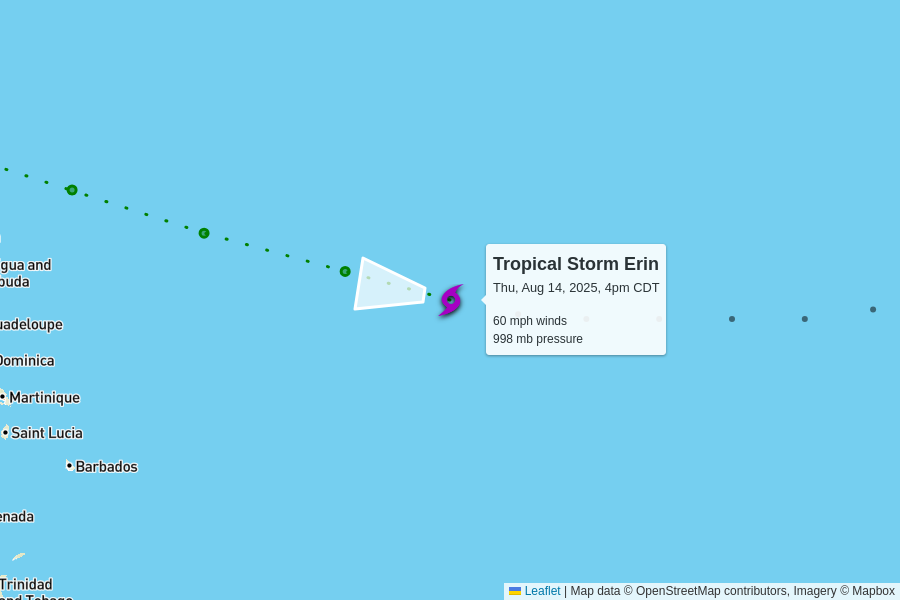 Tropical Storm Erin
Thu, Aug 14, 2025, 4pm CDT
60 mph winds
998 mb pressure
gua and
buda
uadeloupe
Dominica
Martinique
Saint Lucia
Barbados
enada
Trinidad
and Tobago
Leaflet | Map data © OpenStreetMap contributors, Imagery © Mapbox